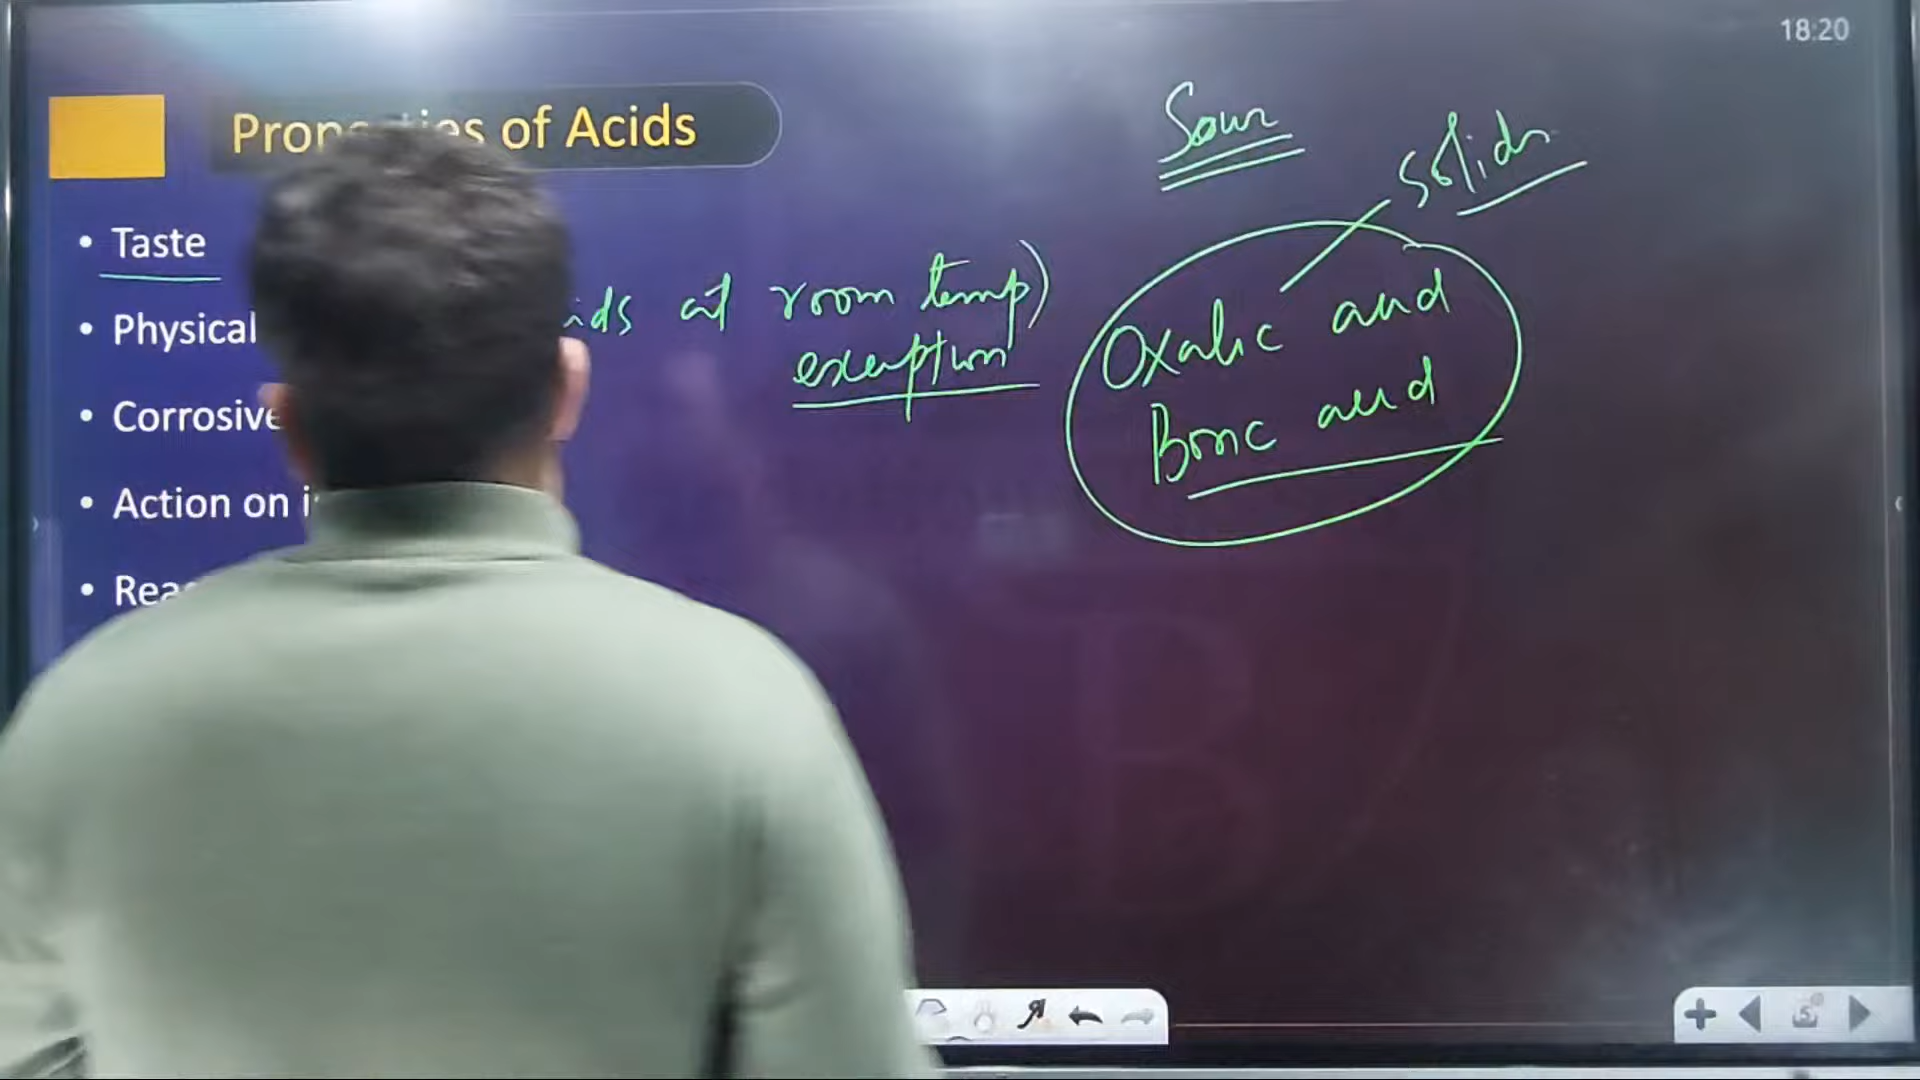 18:20
Properties of Acids
Sour
solids
Taste
Physical
at room temp)
exception
Oxalic acid
Boric acid
Corrosive
Action on